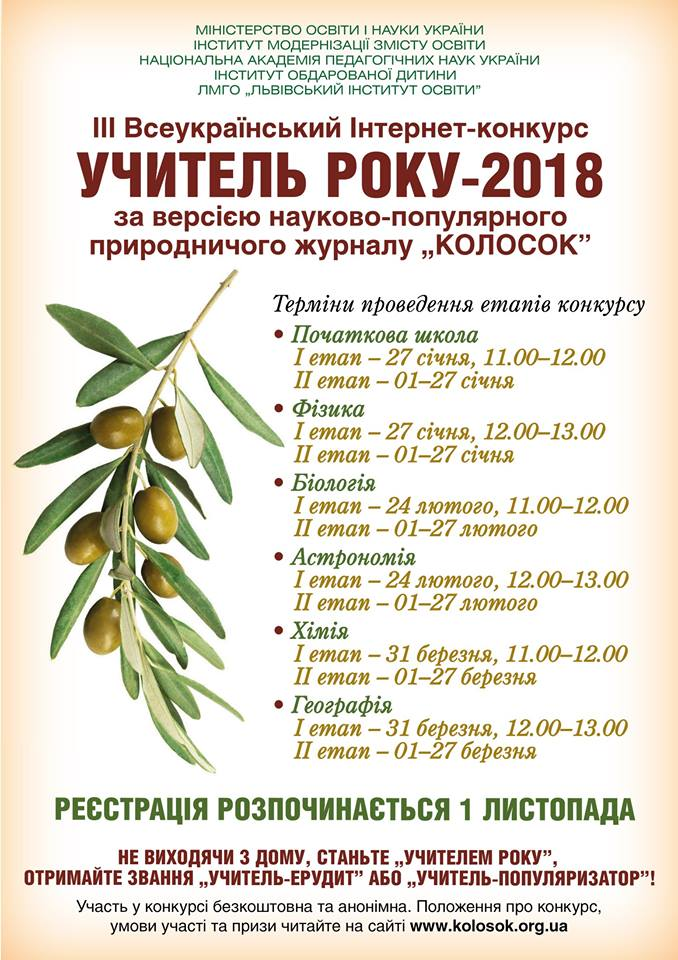 МІНІСТЕРСТВО ОСВІТИ І НАУКИ УКРАЇНИ
ІНСТИТУТ МОДЕРНІЗАЦІЇ ЗМІСТУ ОСВІТИ
НАЦІОНАЛЬНА АКАДЕМІЯ ПЕДАГОГІЧНИХ НАУК УКРАЇНИ
ІНСТИТУТ ОБДАРОВАНОЇ ДИТИНИ
ЛМГО „ЛЬВІВСЬКИЙ ІНСТИТУТ ОСВІТИ”
ІІІ Всеукраїнський Інтернет-конкурс
УЧИТЕЛЬ РОКУ-2018
за версією науково-популярного
природничого журналу „КОЛОСОК”
Терміни проведення етапів конкурсу
• Початкова школа
І етап – 27 січня, 11.00–12.00
ІІ етап – 01–27 січня
• Фізика
І етап – 27 січня, 12.00–13.00
ІІ етап – 01–27 січня
• Біологія
І етап – 24 лютого, 11.00–12.00
ІІ етап – 01–27 лютого
• Астрономія
І етап – 24 лютого, 12.00–13.00
ІІ етап – 01–27 лютого
• Хімія
І етап – 31 березня, 11.00–12.00
ІІ етап – 01–27 березня
• Географія
І етап – 31 березня, 12.00–13.00
ІІ етап – 01–27 березня
РЕЄСТРАЦІЯ РОЗПОЧИНАЄТЬСЯ 1 ЛИСТОПАДА
НЕ ВИХОДЯЧИ З ДОМУ, СТАНЬТЕ „УЧИТЕЛЕМ РОКУ”,
ОТРИМАЙТЕ ЗВАННЯ „УЧИТЕЛЬ-ЕРУДИТ” АБО „УЧИТЕЛЬ-ПОПУЛЯРИЗАТОР”!
Участь у конкурсі безкоштовна та анонімна. Положення про конкурс,
умови участі та призи читайте на сайті www.kolosok.org.ua